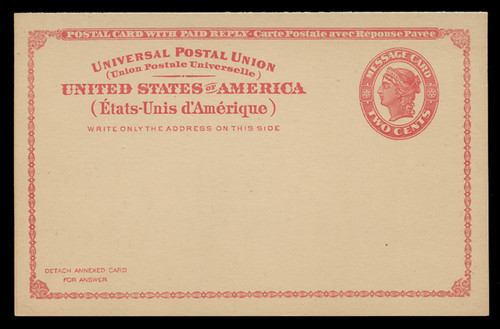 POSTAL CARD WITH PAID REPLY - Carte Postale avec Réponse Payée
UNIVERSAL POSTAL UNION
(Union Postale Universelle)
UNITED STATES OF AMERICA
(États-Unis d'Amérique)
WRITE ONLY THE ADDRESS ON THIS SIDE
MESSAGE CARD
TWO CENTS
DETACH ANNEXED CARD
FOR ANSWER